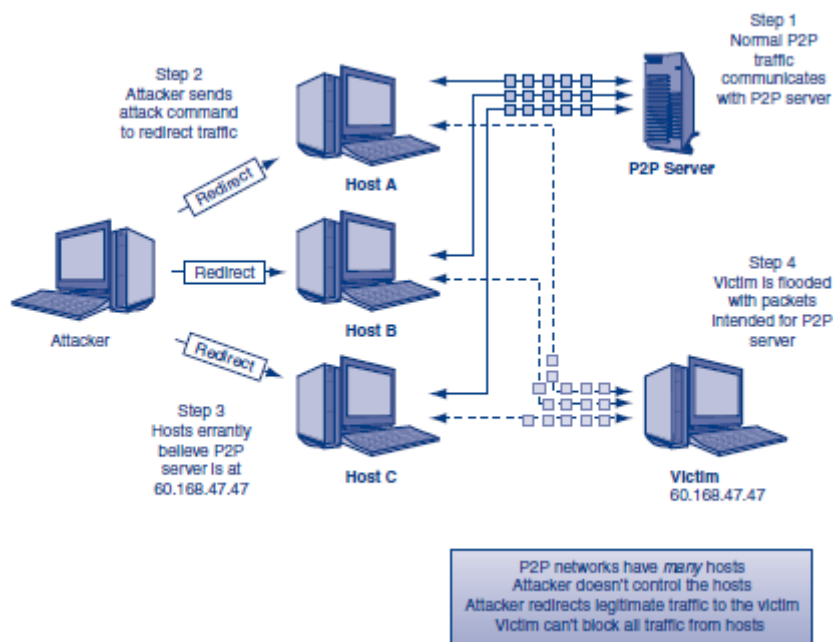 Step 1
Normal P2P
traffic
communicates
with P2P server
Step 2
Attacker sends
attack command
to redirect traffic
Host A
P2P Server
Redirect
Redirect
Host B
Attacker
Step 4
Victim is flooded
with packets
intended for P2P
server
Redirect
Step 3
Hosts errantly
believe P2P
server is at
60.168.47.47
Host C
Victim
60.168.47.47
P2P networks have many hosts
Attacker doesn't control the hosts
Attacker redirects legitimate traffic to the victim
Victim can't block all traffic from hosts